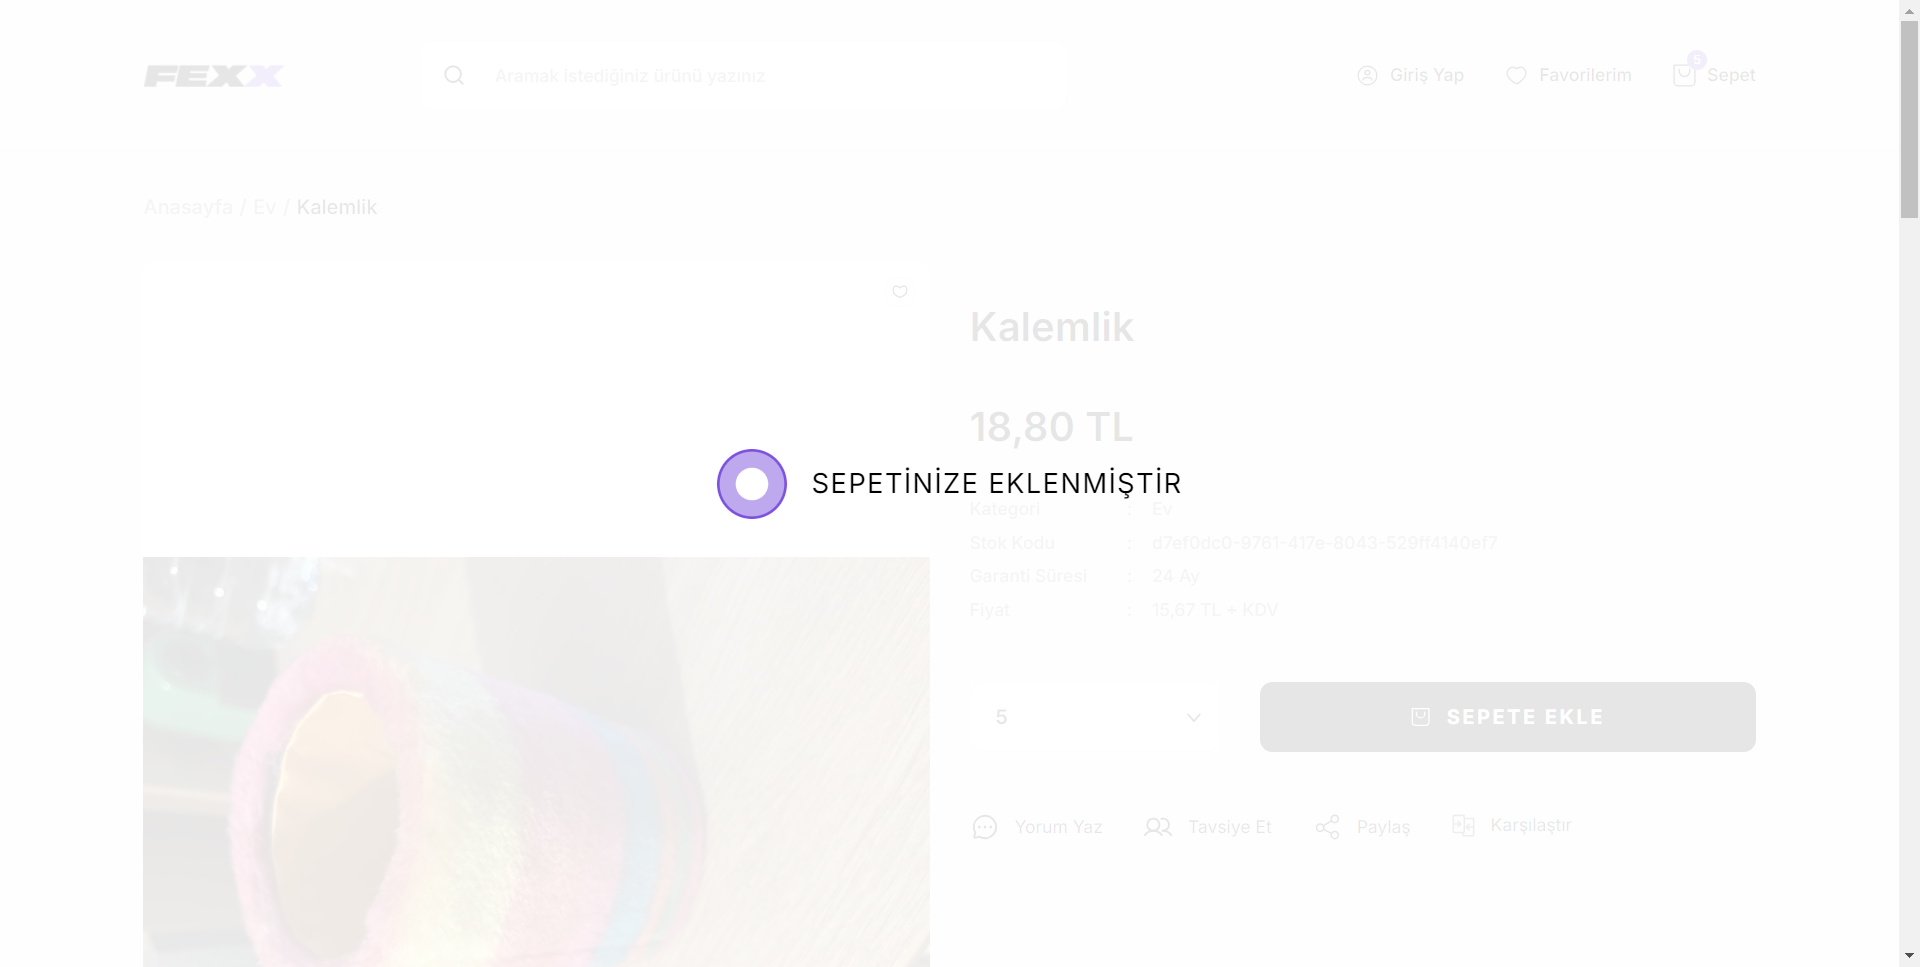 FEXX
Aramak istediğiniz ürünü yazınız
Giriş Yap
Favorilerim
5
Sepet
Anasayfa / Ev / Kalemlik
Kalemlik
18,80 TL
SEPETİNİZE EKLENMİŞTİR
Kategori : Ev
Stok Kodu : d7ef0dc0-9761-417e-8043-529ff4140ef7
Garanti Süresi : 24 Ay
Fiyat : 15,67 TL + KDV
5
SEPETE EKLE
Yorum Yaz
Tavsiye Et
Paylaş
Karşılaştır